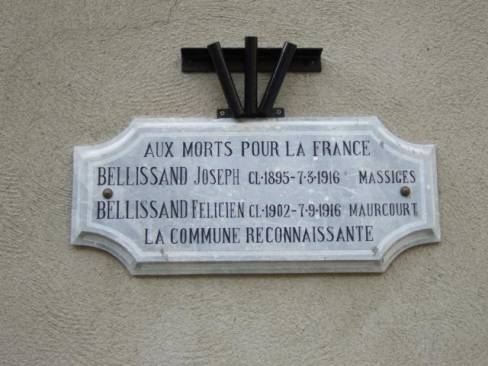 AUX MORTS POUR LA FRANCE
BELLISSAND JOSEPH CL·1895-7·3·1916 MASSIGES
BELLISSAND FELICIEN CL·1902-7·9·1916 MAURCOURT
LA COMMUNE RECONNAISSANTE